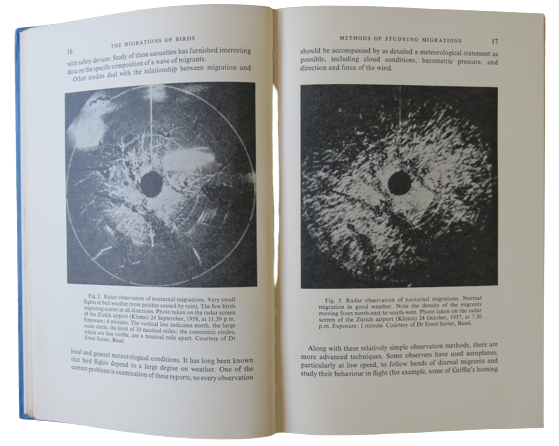 16
THE MIGRATIONS OF BIRDS
with safety devices. Study of these casualties has furnished interesting
data on the specific composition of a wave of migrants.
Other studies deal with the relationship between migration and
Fig. 2. Radar observation of nocturnal migrations. Very small
flights in bad weather (note patches caused by rain). The few birds
migrating scatter in all directions. Photo taken on the radar screen
of the Zürich airport (Kloten) 24 September, 1958, at 11.39 p.m.
Exposure: 4 minutes. The vertical line indicates north, the large
outer circle, the limit of 10 nautical miles; the concentric circles,
which are less visible, are a nautical mile apart. Courtesy of Dr
Ernst Sutter, Basel.
local and general meteorological conditions. It has long been known
that bird flights depend to a large degree on weather. One of the
current problems is examination of these reports, so every observation
METHODS OF STUDYING MIGRATIONS
17
should be accompanied by as detailed a meteorological statement as
possible, including cloud conditions, barometric pressure, and
direction and force of the wind.
Fig. 3. Radar observation of nocturnal migrations. Normal
migration in good weather. Note the density of the migrants
moving from north-east to south-west. Photo taken on the radar
screen of the Zürich airport (Kloten) 24 October, 1957, at 7.30
p.m. Exposure: 1 minute. Courtesy of Dr Ernst Sutter, Basel.
Along with these relatively simple observation methods, there are
more advanced techniques. Some observers have used aeroplanes,
particularly at low speed, to follow bands of diurnal migrants and
study their behaviour in flight (for example, some of Griffin's homing